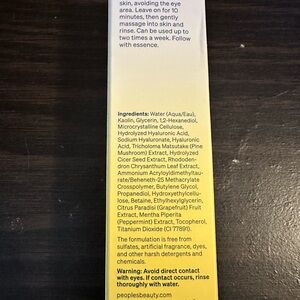 skin, avoiding the eye
area. Leave on for 10
minutes, then gently
massage into skin and
rinse. Can be used up to
two times a week. Follow
with essence.
Ingredients: Water (Aqua/Eau),
Kaolin, Glycerin, 1,2-Hexanediol,
Microcrystalline Cellulose,
Hydrolyzed Hyaluronic Acid,
Sodium Hyaluronate, Hyaluronic
Acid, Tricholoma Matsutake (Pine
Mushroom) Extract, Hydrolyzed
Cicer Seed Extract, Rhododen-
dron Chrysanthum Leaf Extract,
Ammonium Acryloyldimethyltau-
rate/Beheneth-25 Methacrylate
Crosspolymer, Butylene Glycol,
Propanediol, Hydroxyethylcellu-
lose, Betaine, Ethylhexylglycerin,
Citrus Paradisi (Grapefruit) Fruit
Extract, Mentha Piperita
(Peppermint) Extract, Tocopherol,
Titanium Dioxide (CI 77891).
The formulation is free from
sulfates, artificial fragrance, dyes,
and other harsh detergents and
chemicals.
Warning: Avoid direct contact
with eyes. If contact occurs, rinse
thoroughly with water.
peoplesbeauty.com